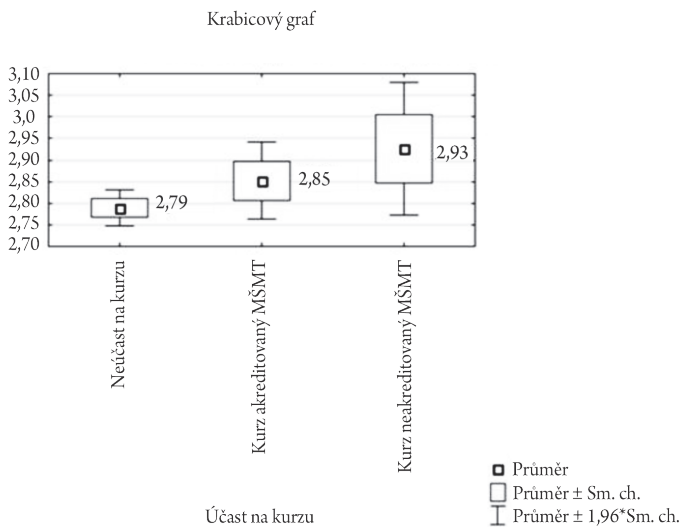 Krabicový graf
3,10
3,05
3,0
2,95
2,90
2,85
2,80
2,75
2,70
2,79
2,85
2,93
Neúčast na kurzu
Kurz akreditovaný MŠMT
Kurz neakreditovaný MŠMT
Účast na kurzu
Průměr
Průměr ± Sm. ch.
Průměr ± 1,96*Sm. ch.